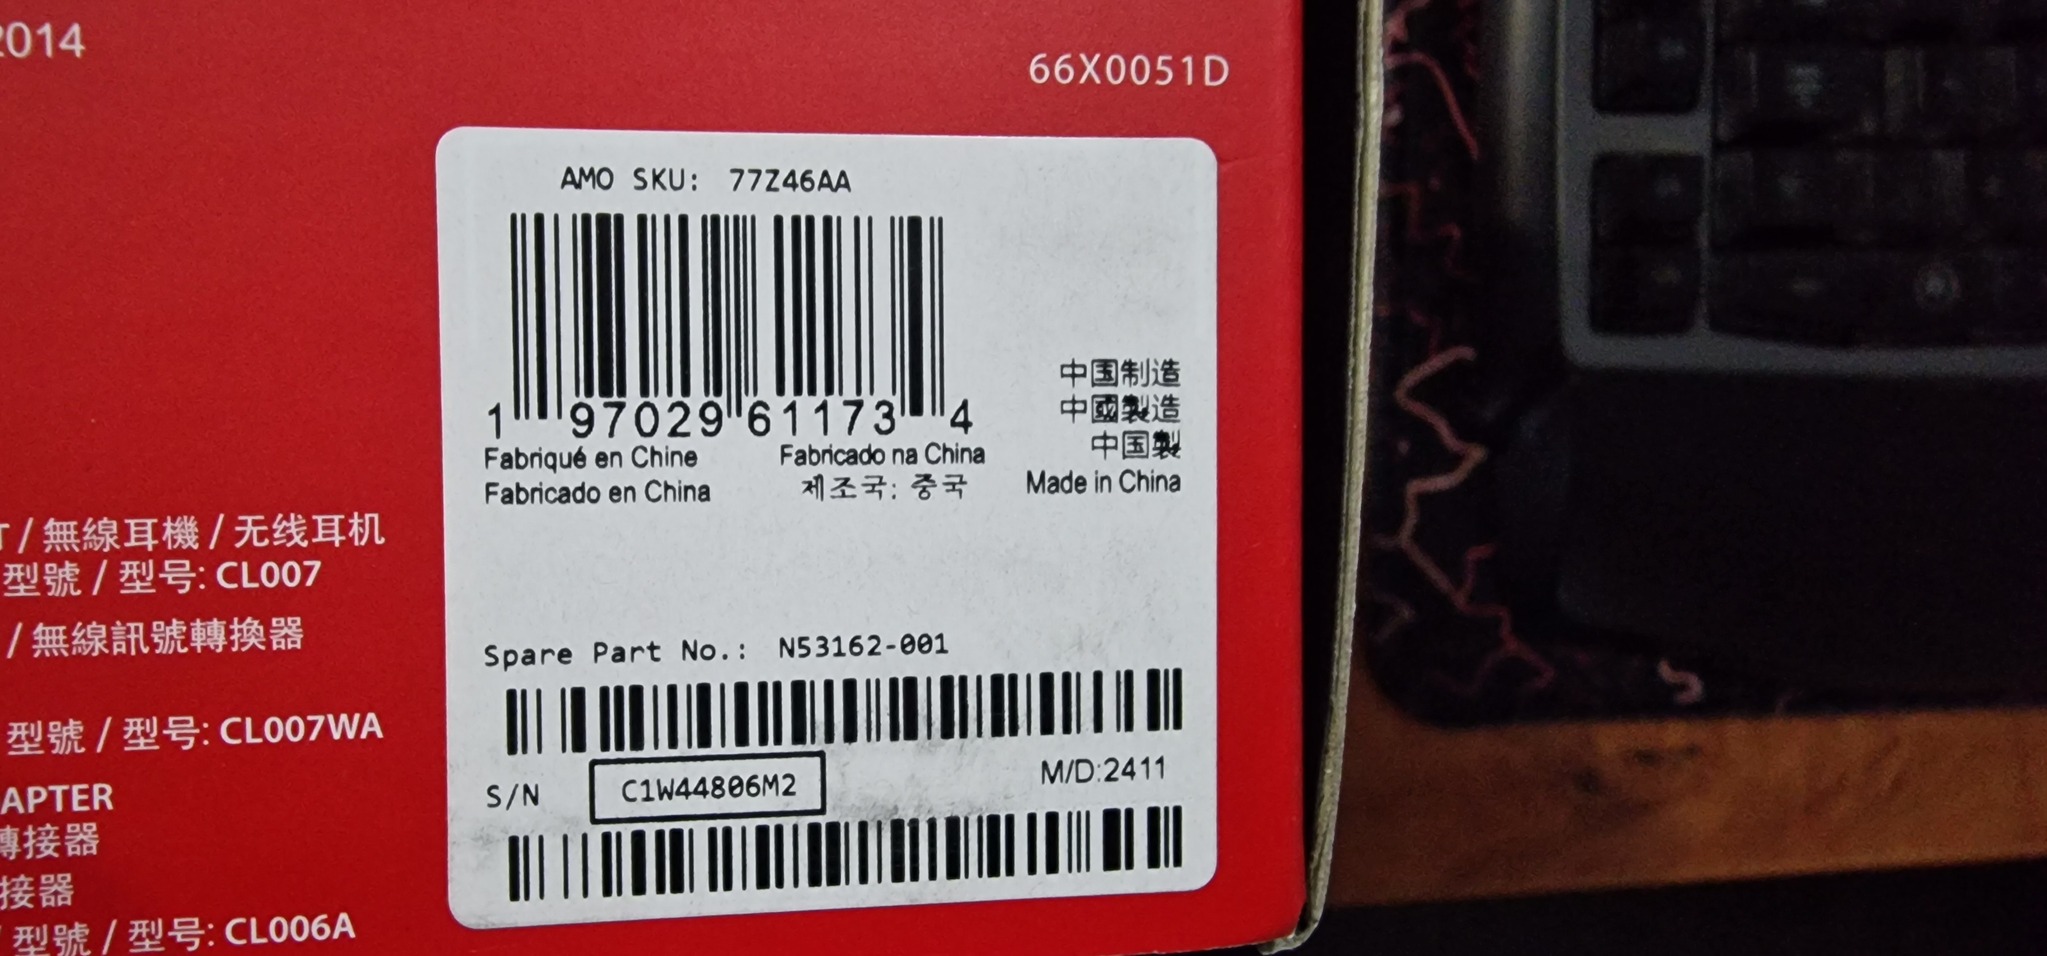 2014
66X0051D
AMO SKU: 77Z46AA
1 97029 61173 4
Fabriqué en Chine
Fabricado na China
Fabricado en China
제조국: 중국
中国制造
中國製造
中国製
Made in China
/ 無線耳機 / 无线耳机
型號 / 型号: CL007
/ 無線訊號轉換器
型號 / 型号: CL007WA
APTER
轉接器
接器
/ 型號 / 型号: CL006A
Spare Part No.: N53162-001
S/N C1W44806M2
M/D:2411